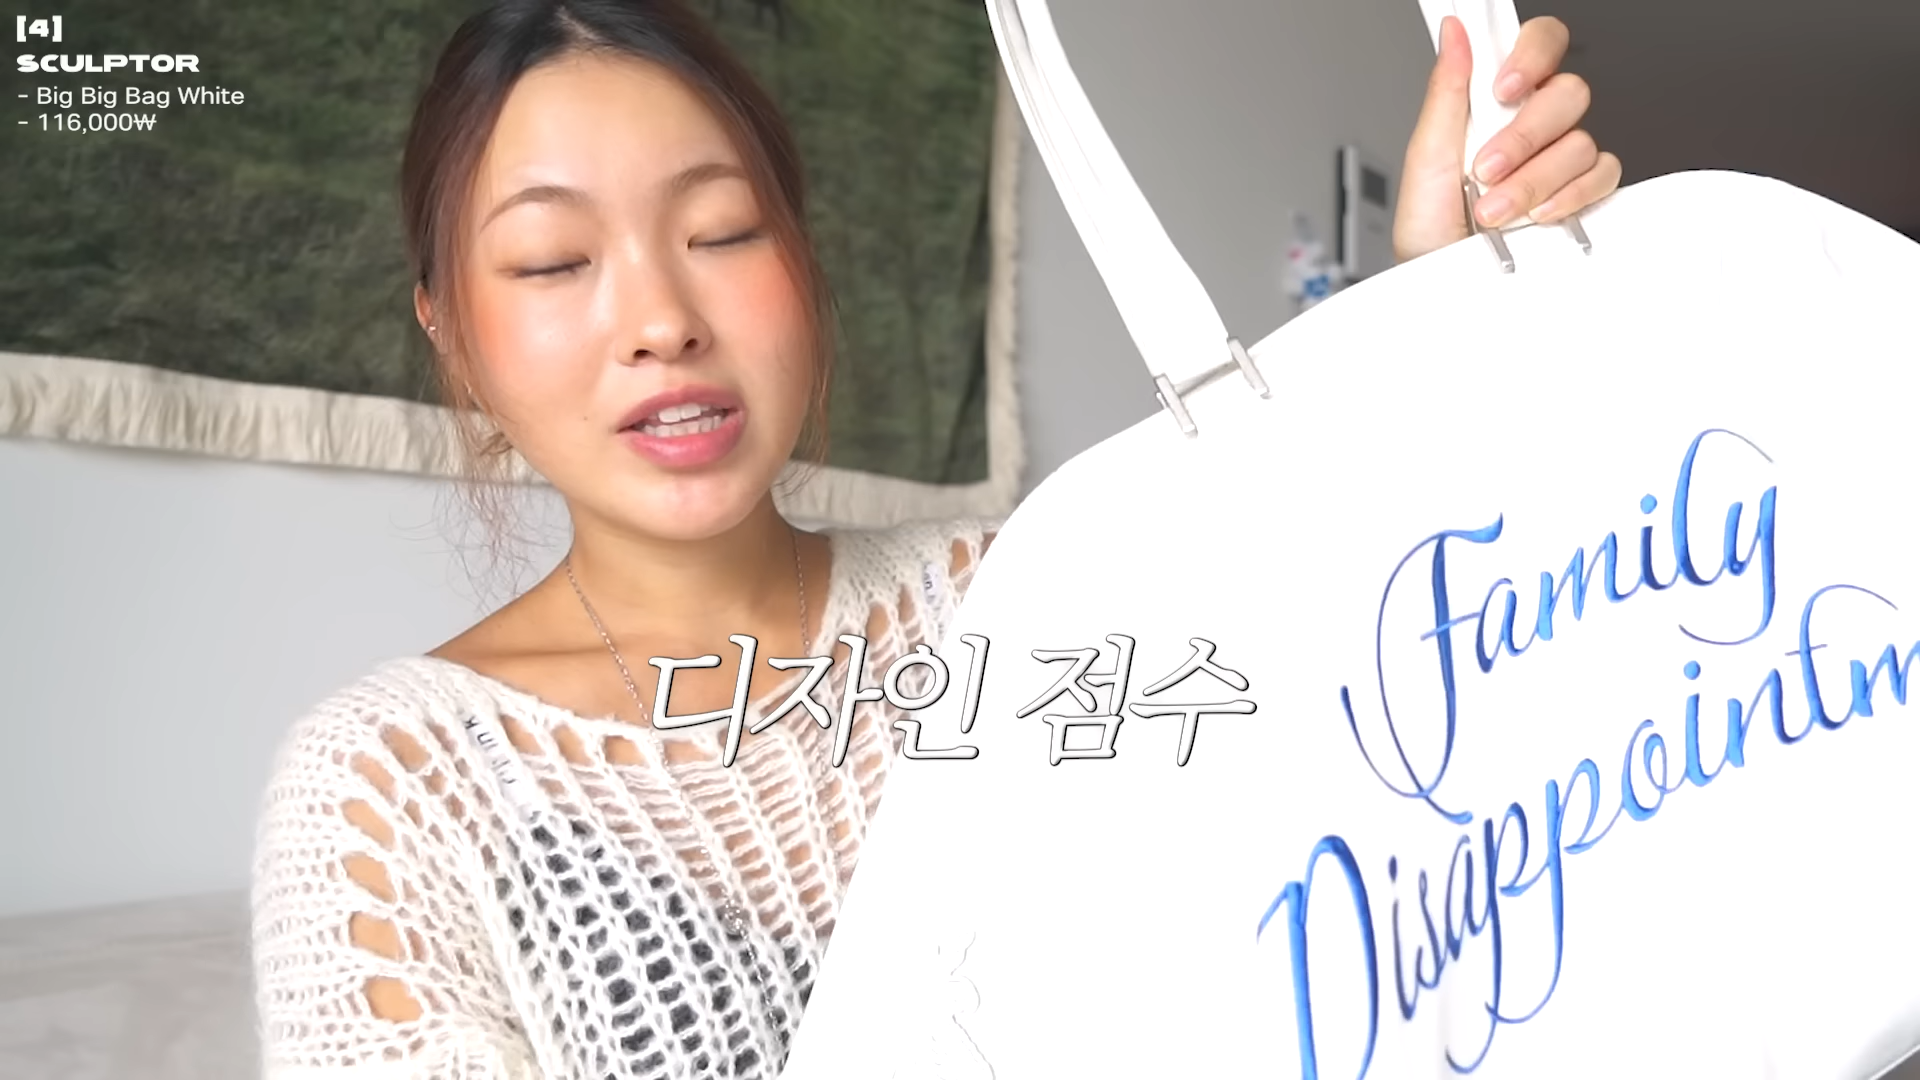 [4]
SCULPTOR
- Big Big Bag White
- 116,000₩
디자인 점수
Family
Disappointm